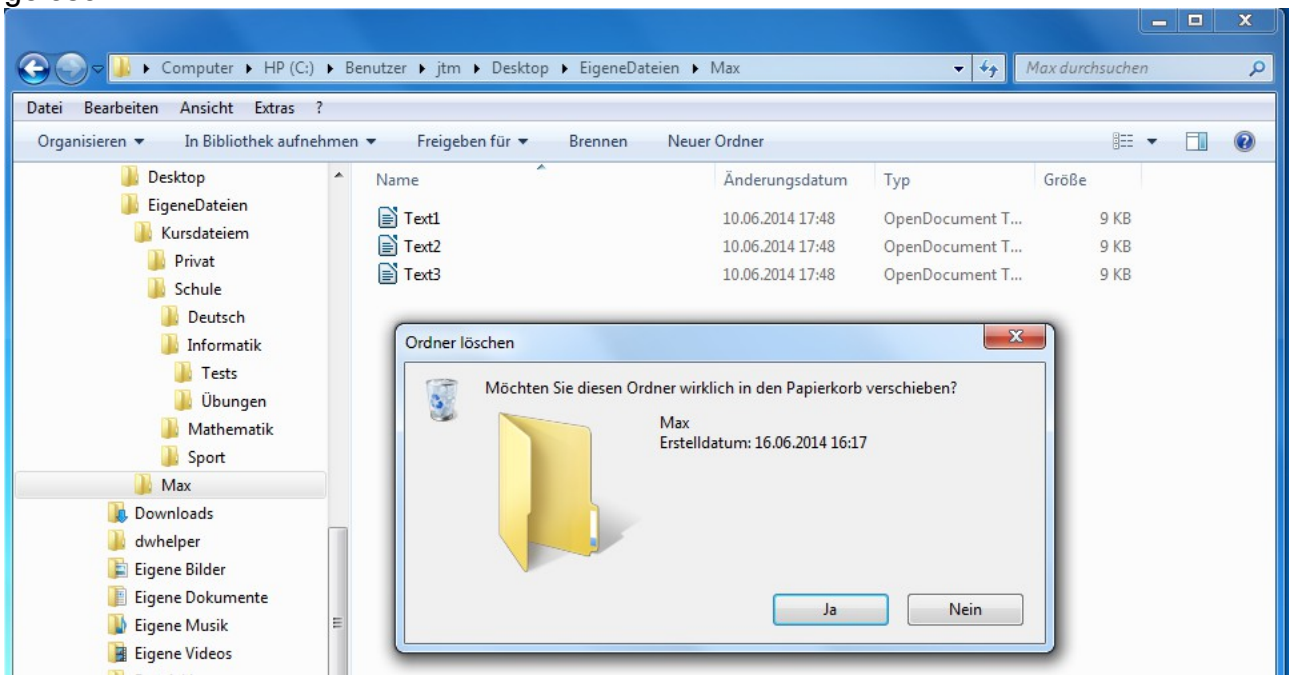 Computer HP (C:) Benutzer jtm Desktop EigeneDateien Max
Max durchsuchen
Datei Bearbeiten Ansicht Extras ?
Organisieren In Bibliothek aufnehmen Freigeben für Brennen Neuer Ordner
Desktop
EigeneDateien
Kursdateiem
Privat
Schule
Deutsch
Informatik
Tests
Übungen
Mathematik
Sport
Max
Downloads
dwhelper
Eigene Bilder
Eigene Dokumente
Eigene Musik
Eigene Videos
Name Änderungsdatum Typ Größe
Text1 10.06.2014 17:48 OpenDocument T... 9 KB
Text2 10.06.2014 17:48 OpenDocument T... 9 KB
Text3 10.06.2014 17:48 OpenDocument T... 9 KB
Ordner löschen
Möchten Sie diesen Ordner wirklich in den Papierkorb verschieben?
Max
Erstelldatum: 16.06.2014 16:17
Ja Nein